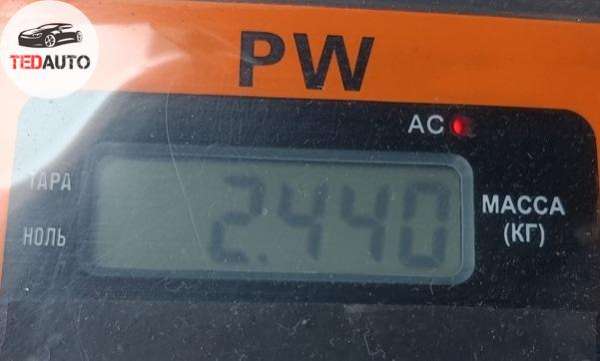 TEDAUTO
PW
AC
ТАРА
НОЛЬ
2.440
МАССА
(КГ)